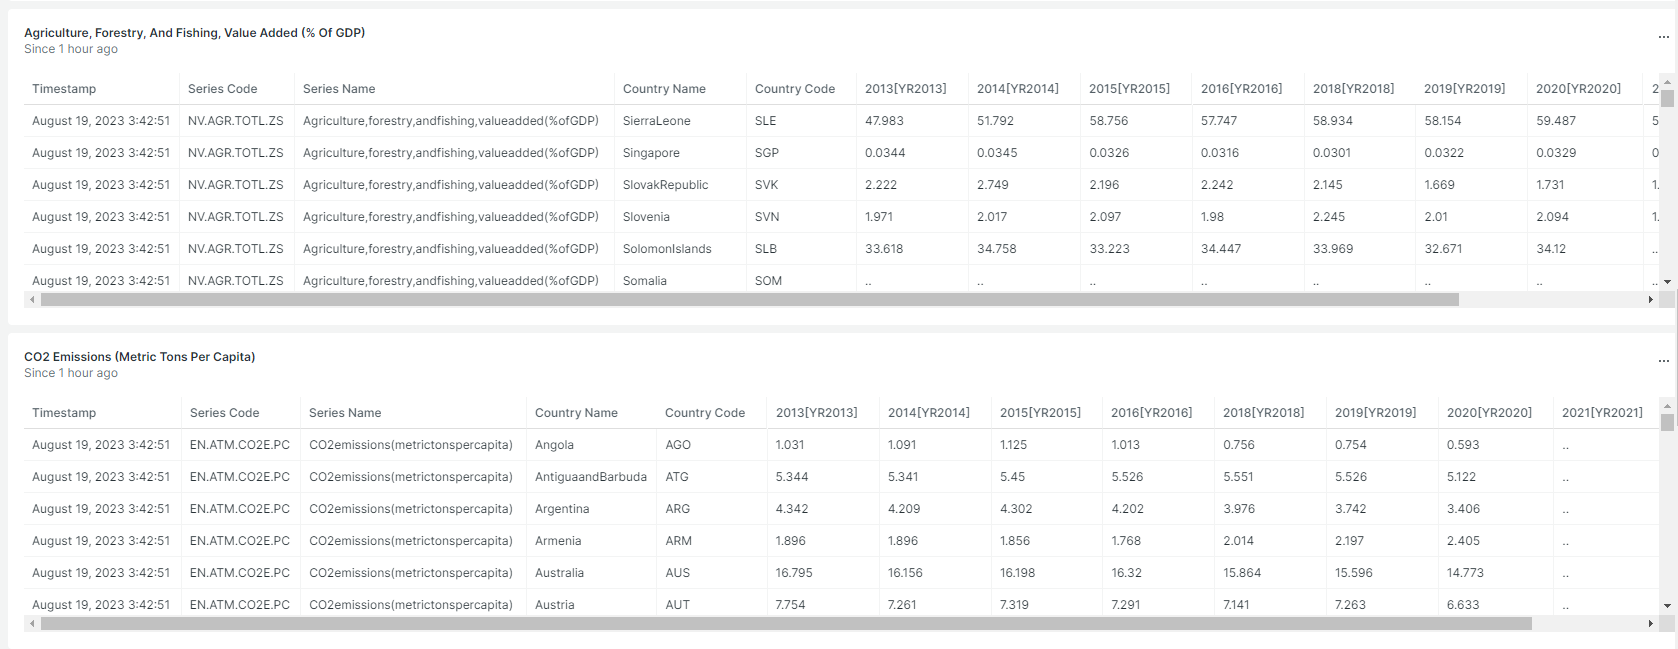 Agriculture, Forestry, And Fishing, Value Added (% Of GDP)
Since 1 hour ago
...
Timestamp Series Code Series Name Country Name Country Code 2013[YR2013] 2014[YR2014] 2015[YR2015] 2016[YR2016] 2018[YR2018] 2019[YR2019] 2020[YR2020] 2
August 19, 2023 3:42:51 NV.AGR.TOTL.ZS Agriculture,forestry,andfishing,valueadded(%ofGDP) SierraLeone SLE 47.983 51.792 58.756 57.747 58.934 58.154 59.487 5
August 19, 2023 3:42:51 NV.AGR.TOTL.ZS Agriculture,forestry,andfishing,valueadded(%ofGDP) Singapore SGP 0.0344 0.0345 0.0326 0.0316 0.0301 0.0322 0.0329 0
August 19, 2023 3:42:51 NV.AGR.TOTL.ZS Agriculture,forestry,andfishing,valueadded(%ofGDP) SlovakRepublic SVK 2.222 2.749 2.196 2.242 2.145 1.669 1.731 1.
August 19, 2023 3:42:51 NV.AGR.TOTL.ZS Agriculture,forestry,andfishing,valueadded(%ofGDP) Slovenia SVN 1.971 2.017 2.097 1.98 2.245 2.01 2.094 1.
August 19, 2023 3:42:51 NV.AGR.TOTL.ZS Agriculture,forestry,andfishing,valueadded(%ofGDP) SolomonIslands SLB 33.618 34.758 33.223 34.447 33.969 32.671 34.12 ..
August 19, 2023 3:42:51 NV.AGR.TOTL.ZS Agriculture,forestry,andfishing,valueadded(%ofGDP) Somalia SOM .. .. .. .. .. .. .. ..
CO2 Emissions (Metric Tons Per Capita)
Since 1 hour ago
...
Timestamp Series Code Series Name Country Name Country Code 2013[YR2013] 2014[YR2014] 2015[YR2015] 2016[YR2016] 2018[YR2018] 2019[YR2019] 2020[YR2020] 2021[YR2021]
August 19, 2023 3:42:51 EN.ATM.CO2E.PC CO2emissions(metrictonspercapita) Angola AGO 1.031 1.091 1.125 1.013 0.756 0.754 0.593 ..
August 19, 2023 3:42:51 EN.ATM.CO2E.PC CO2emissions(metrictonspercapita) AntiguaandBarbuda ATG 5.344 5.341 5.45 5.526 5.551 5.526 5.122 ..
August 19, 2023 3:42:51 EN.ATM.CO2E.PC CO2emissions(metrictonspercapita) Argentina ARG 4.342 4.209 4.302 4.202 3.976 3.742 3.406 ..
August 19, 2023 3:42:51 EN.ATM.CO2E.PC CO2emissions(metrictonspercapita) Armenia ARM 1.896 1.896 1.856 1.768 2.014 2.197 2.405 ..
August 19, 2023 3:42:51 EN.ATM.CO2E.PC CO2emissions(metrictonspercapita) Australia AUS 16.795 16.156 16.198 16.32 15.864 15.596 14.773 ..
August 19, 2023 3:42:51 EN.ATM.CO2E.PC CO2emissions(metrictonspercapita) Austria AUT 7.754 7.261 7.319 7.291 7.141 7.263 6.633 ..